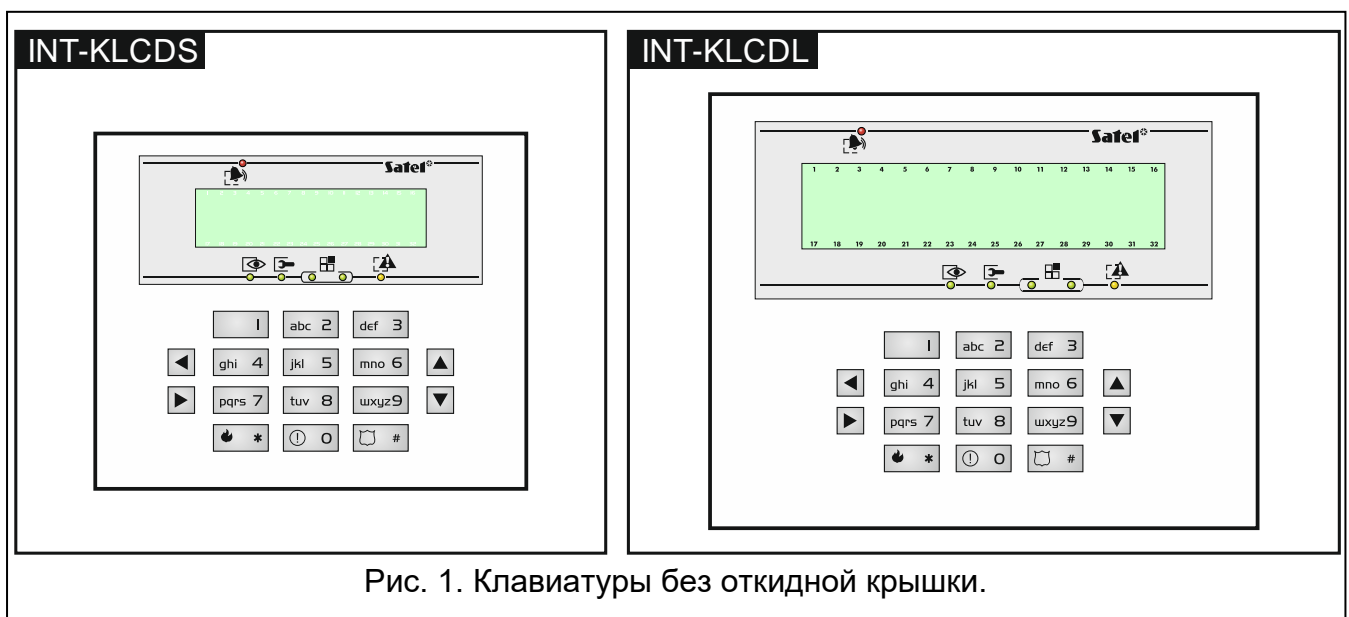 INT-KLCDS
Satel
1
abc 2
def 3
ghi 4
jkl 5
mno 6
pqrs 7
tuv 8
wxyz9
*
0
#
INT-KLCDL
Satel
1 2 3 4 5 6 7 8 9 10 11 12 13 14 15 16
17 18 19 20 21 22 23 24 25 26 27 28 29 30 31 32
1
abc 2
def 3
ghi 4
jkl 5
mno 6
pqrs 7
tuv 8
wxyz9
*
0
#
Рис. 1. Клавиатуры без откидной крышки.